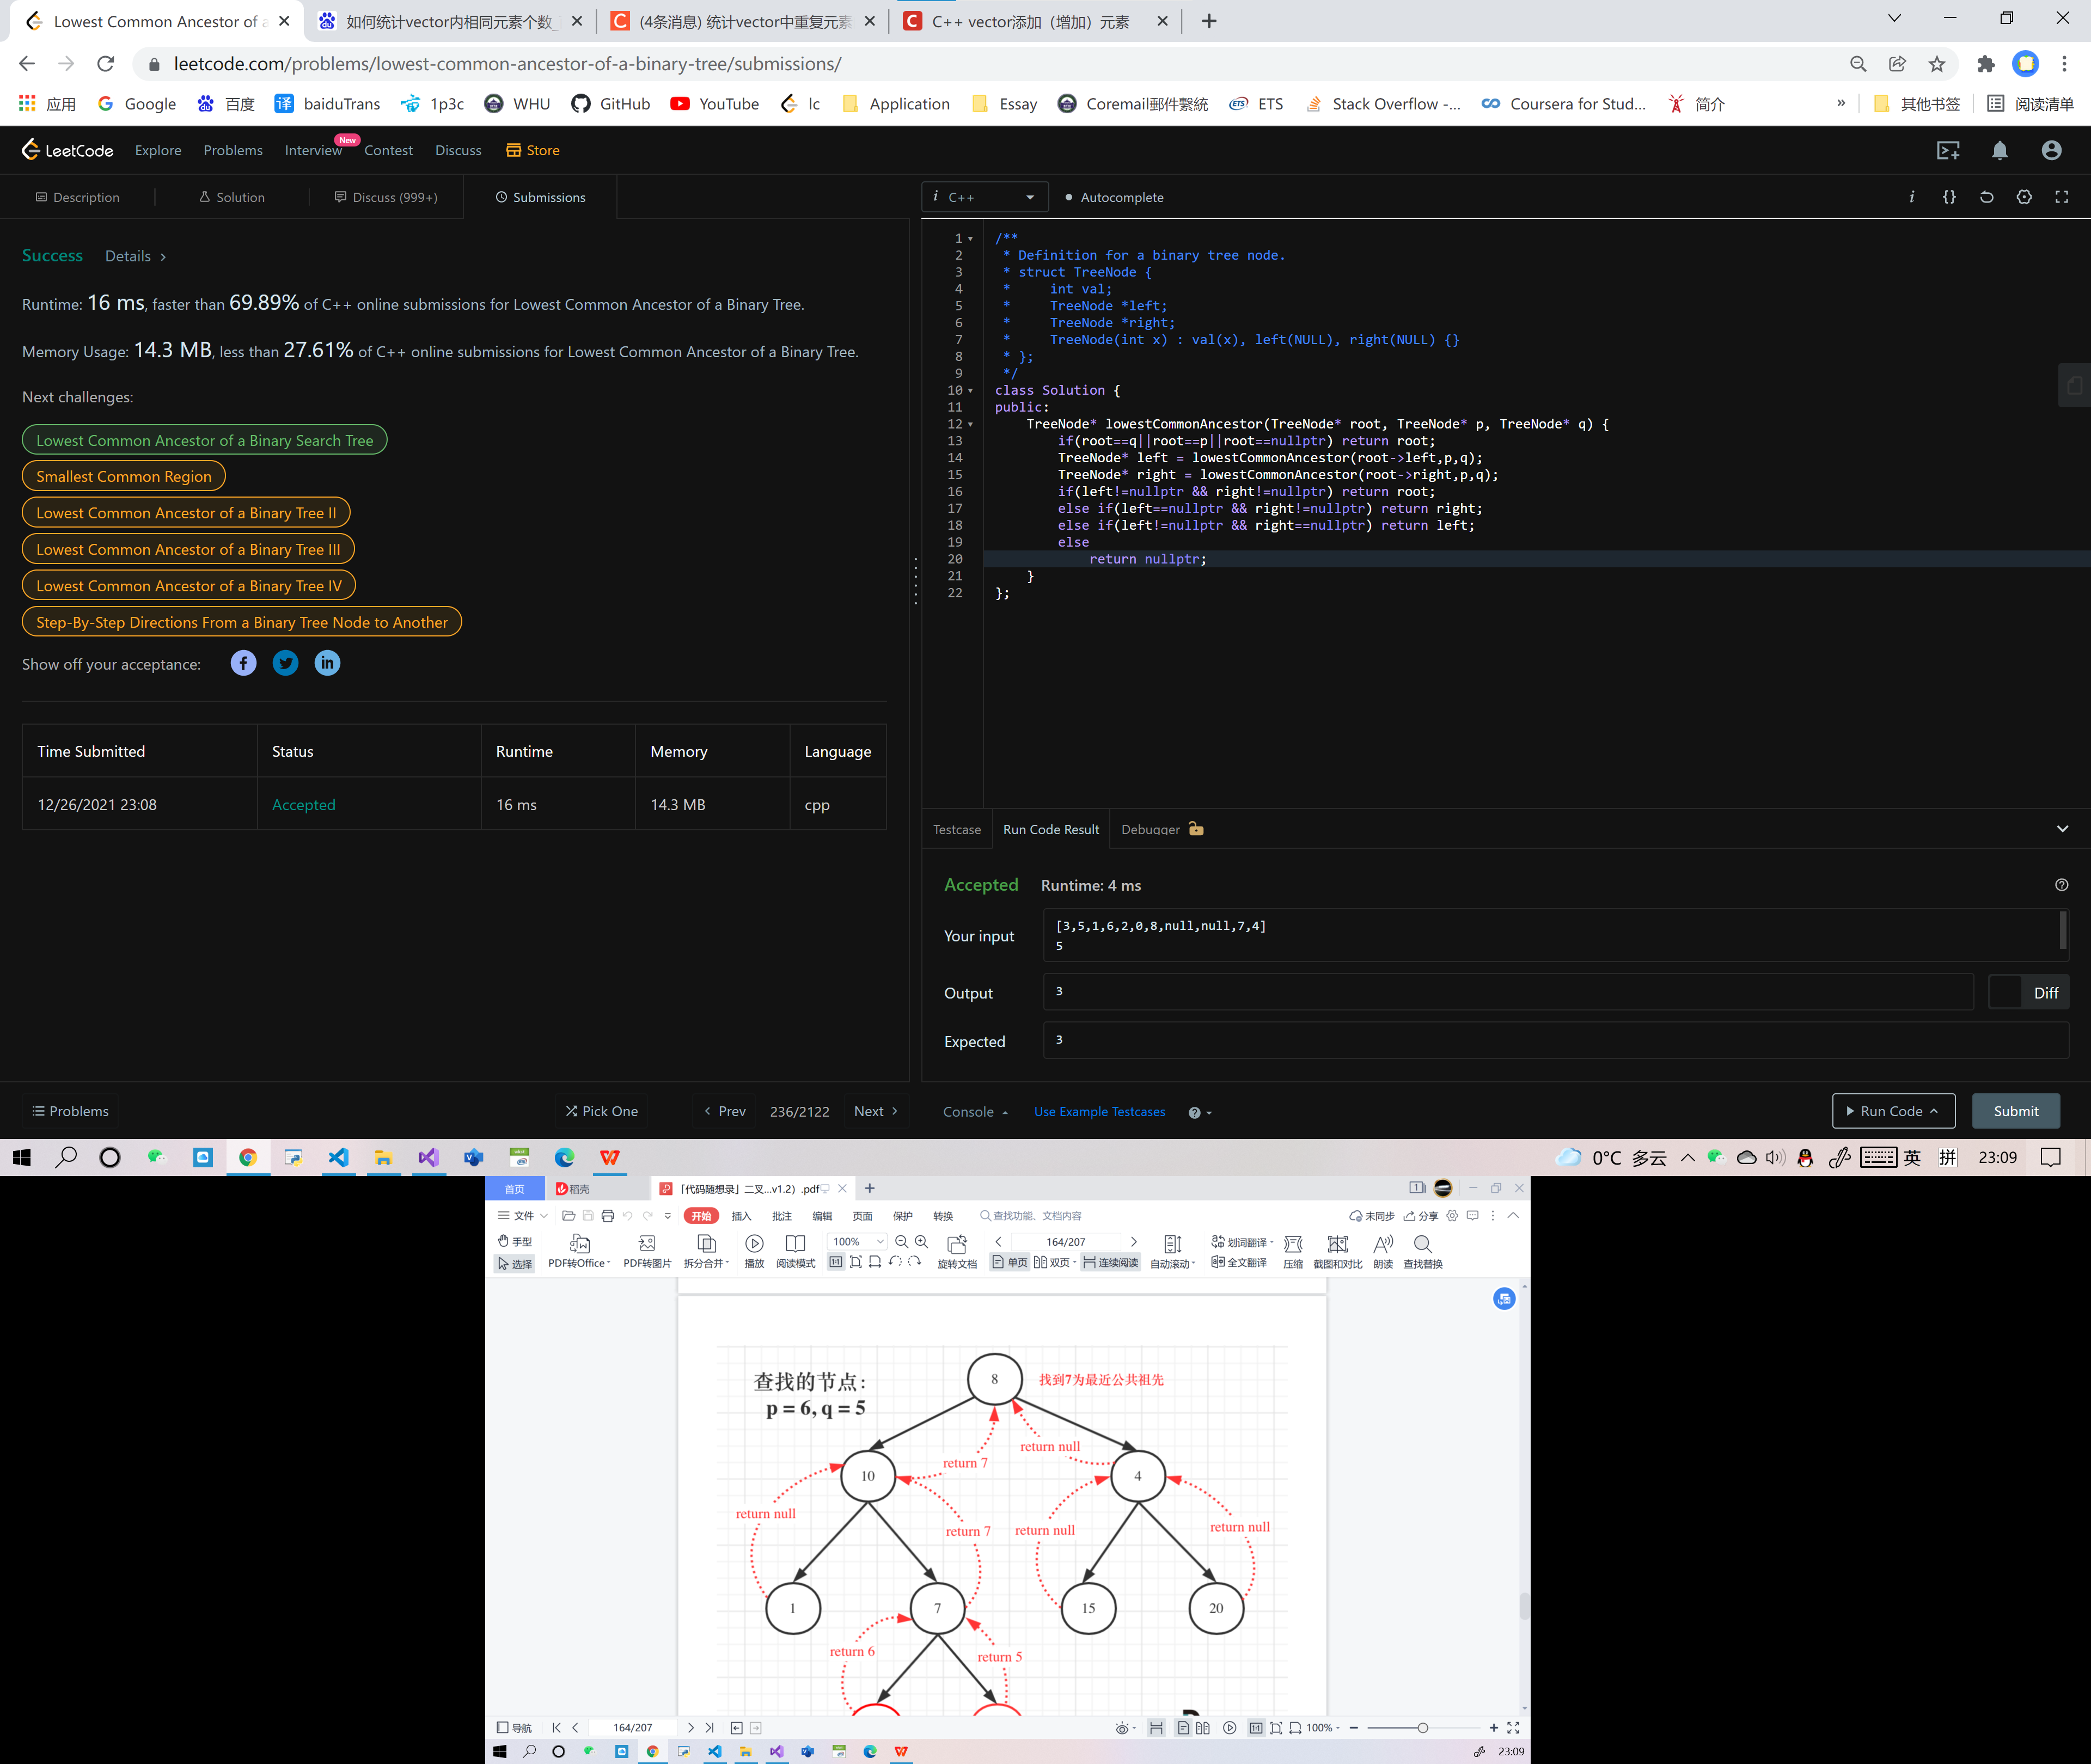 Lowest Common Ancestor of a
如何统计vector内相同元素个数_
(4条消息) 统计vector中重复元素
C++ vector添加（增加）元素
leetcode.com/problems/lowest-common-ancestor-of-a-binary-tree/submissions/
应用 Google 百度 baiduTrans 1p3c WHU GitHub YouTube lc Application Essay Coremail郵件繫統 ETS Stack Overflow -... Coursera for Stud... 简介 » 其他书签 阅读清单
LeetCode Explore Problems Interview New Contest Discuss Store
Description Solution Discuss (999+) Submissions
i C++ Autocomplete
Success Details >
Runtime: 16 ms, faster than 69.89% of C++ online submissions for Lowest Common Ancestor of a Binary Tree.
Memory Usage: 14.3 MB, less than 27.61% of C++ online submissions for Lowest Common Ancestor of a Binary Tree.
Next challenges:
Lowest Common Ancestor of a Binary Search Tree
Smallest Common Region
Lowest Common Ancestor of a Binary Tree II
Lowest Common Ancestor of a Binary Tree III
Lowest Common Ancestor of a Binary Tree IV
Step-By-Step Directions From a Binary Tree Node to Another
Show off your acceptance:
Time Submitted Status Runtime Memory Language
12/26/2021 23:08 Accepted 16 ms 14.3 MB cpp
1 /**
2 * Definition for a binary tree node.
3 * struct TreeNode {
4 *     int val;
5 *     TreeNode *left;
6 *     TreeNode *right;
7 *     TreeNode(int x) : val(x), left(NULL), right(NULL) {}
8 * };
9 */
10 class Solution {
11 public:
12     TreeNode* lowestCommonAncestor(TreeNode* root, TreeNode* p, TreeNode* q) {
13         if(root==q||root==p||root==nullptr) return root;
14         TreeNode* left = lowestCommonAncestor(root->left,p,q);
15         TreeNode* right = lowestCommonAncestor(root->right,p,q);
16         if(left!=nullptr && right!=nullptr) return root;
17         else if(left==nullptr && right!=nullptr) return right;
18         else if(left!=nullptr && right==nullptr) return left;
19         else
20             return nullptr;
21     }
22 };
Testcase Run Code Result Debugger
Accepted Runtime: 4 ms
Your input
[3,5,1,6,2,0,8,null,null,7,4]
5
Output 3 Diff
Expected 3
Problems Pick One Prev 236/2122 Next
Console Use Example Testcases Run Code Submit
0°C 多云 英 拼 23:09
首页 稻壳 「代码随想录」二叉...v1.2）.pdf
文件 开始 插入 批注 编辑 页面 保护 转换 查找功能、文档内容 未同步 分享
手型 选择 PDF转Office PDF转图片 拆分合并 播放 阅读模式 100% 旋转文档 164/207 单页 双页 连续阅读 自动滚动 划词翻译 全文翻译 压缩 截图和对比 朗读 查找替换
查找的节点：
p = 6, q = 5
8
找到7为最近公共祖先
return null
return 7
10
4
return null
return 7
return null
return null
1
7
15
20
return 6
return 5
导航 164/207 100%
23:09